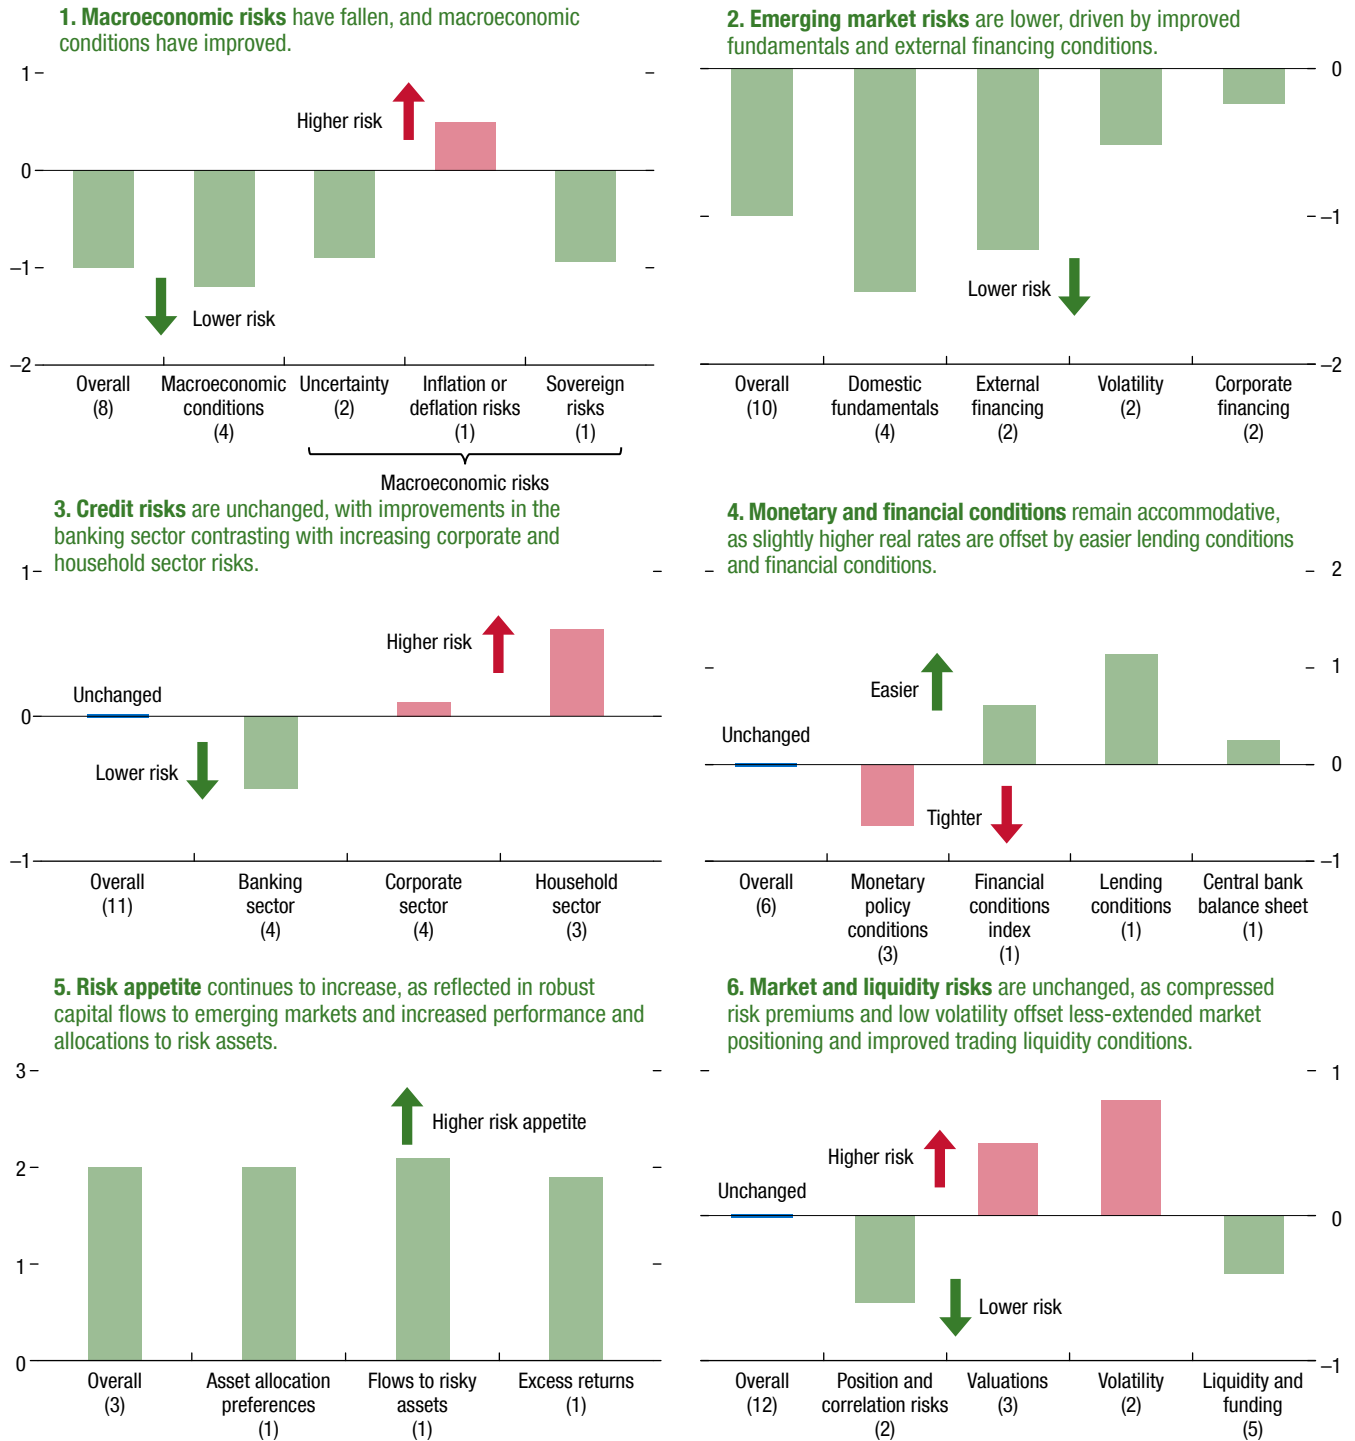 1. Macroeconomic risks have fallen, and macroeconomic
conditions have improved.
1
0
–1
–2
Higher risk
Lower risk
Overall
(8)
Macroeconomic
conditions
(4)
Uncertainty
(2)
Inflation or
deflation risks
(1)
Sovereign
risks
(1)
Macroeconomic risks
2. Emerging market risks are lower, driven by improved
fundamentals and external financing conditions.
0
–1
–2
Lower risk
Overall
(10)
Domestic
fundamentals
(4)
External
financing
(2)
Volatility
(2)
Corporate
financing
(2)
3. Credit risks are unchanged, with improvements in the
banking sector contrasting with increasing corporate and
household sector risks.
1
0
–1
Unchanged
Lower risk
Higher risk
Overall
(11)
Banking
sector
(4)
Corporate
sector
(4)
Household
sector
(3)
4. Monetary and financial conditions remain accommodative,
as slightly higher real rates are offset by easier lending conditions
and financial conditions.
2
1
0
–1
Easier
Unchanged
Tighter
Overall
(6)
Monetary
policy
conditions
(3)
Financial
conditions
index
(1)
Lending
conditions
(1)
Central bank
balance sheet
(1)
5. Risk appetite continues to increase, as reflected in robust
capital flows to emerging markets and increased performance and
allocations to risk assets.
3
2
1
0
Higher risk appetite
Overall
(3)
Asset allocation
preferences
(1)
Flows to risky
assets
(1)
Excess returns
(1)
6. Market and liquidity risks are unchanged, as compressed
risk premiums and low volatility offset less-extended market
positioning and improved trading liquidity conditions.
1
0
–1
Higher risk
Unchanged
Lower risk
Overall
(12)
Position and
correlation risks
(2)
Valuations
(3)
Volatility
(2)
Liquidity and
funding
(5)